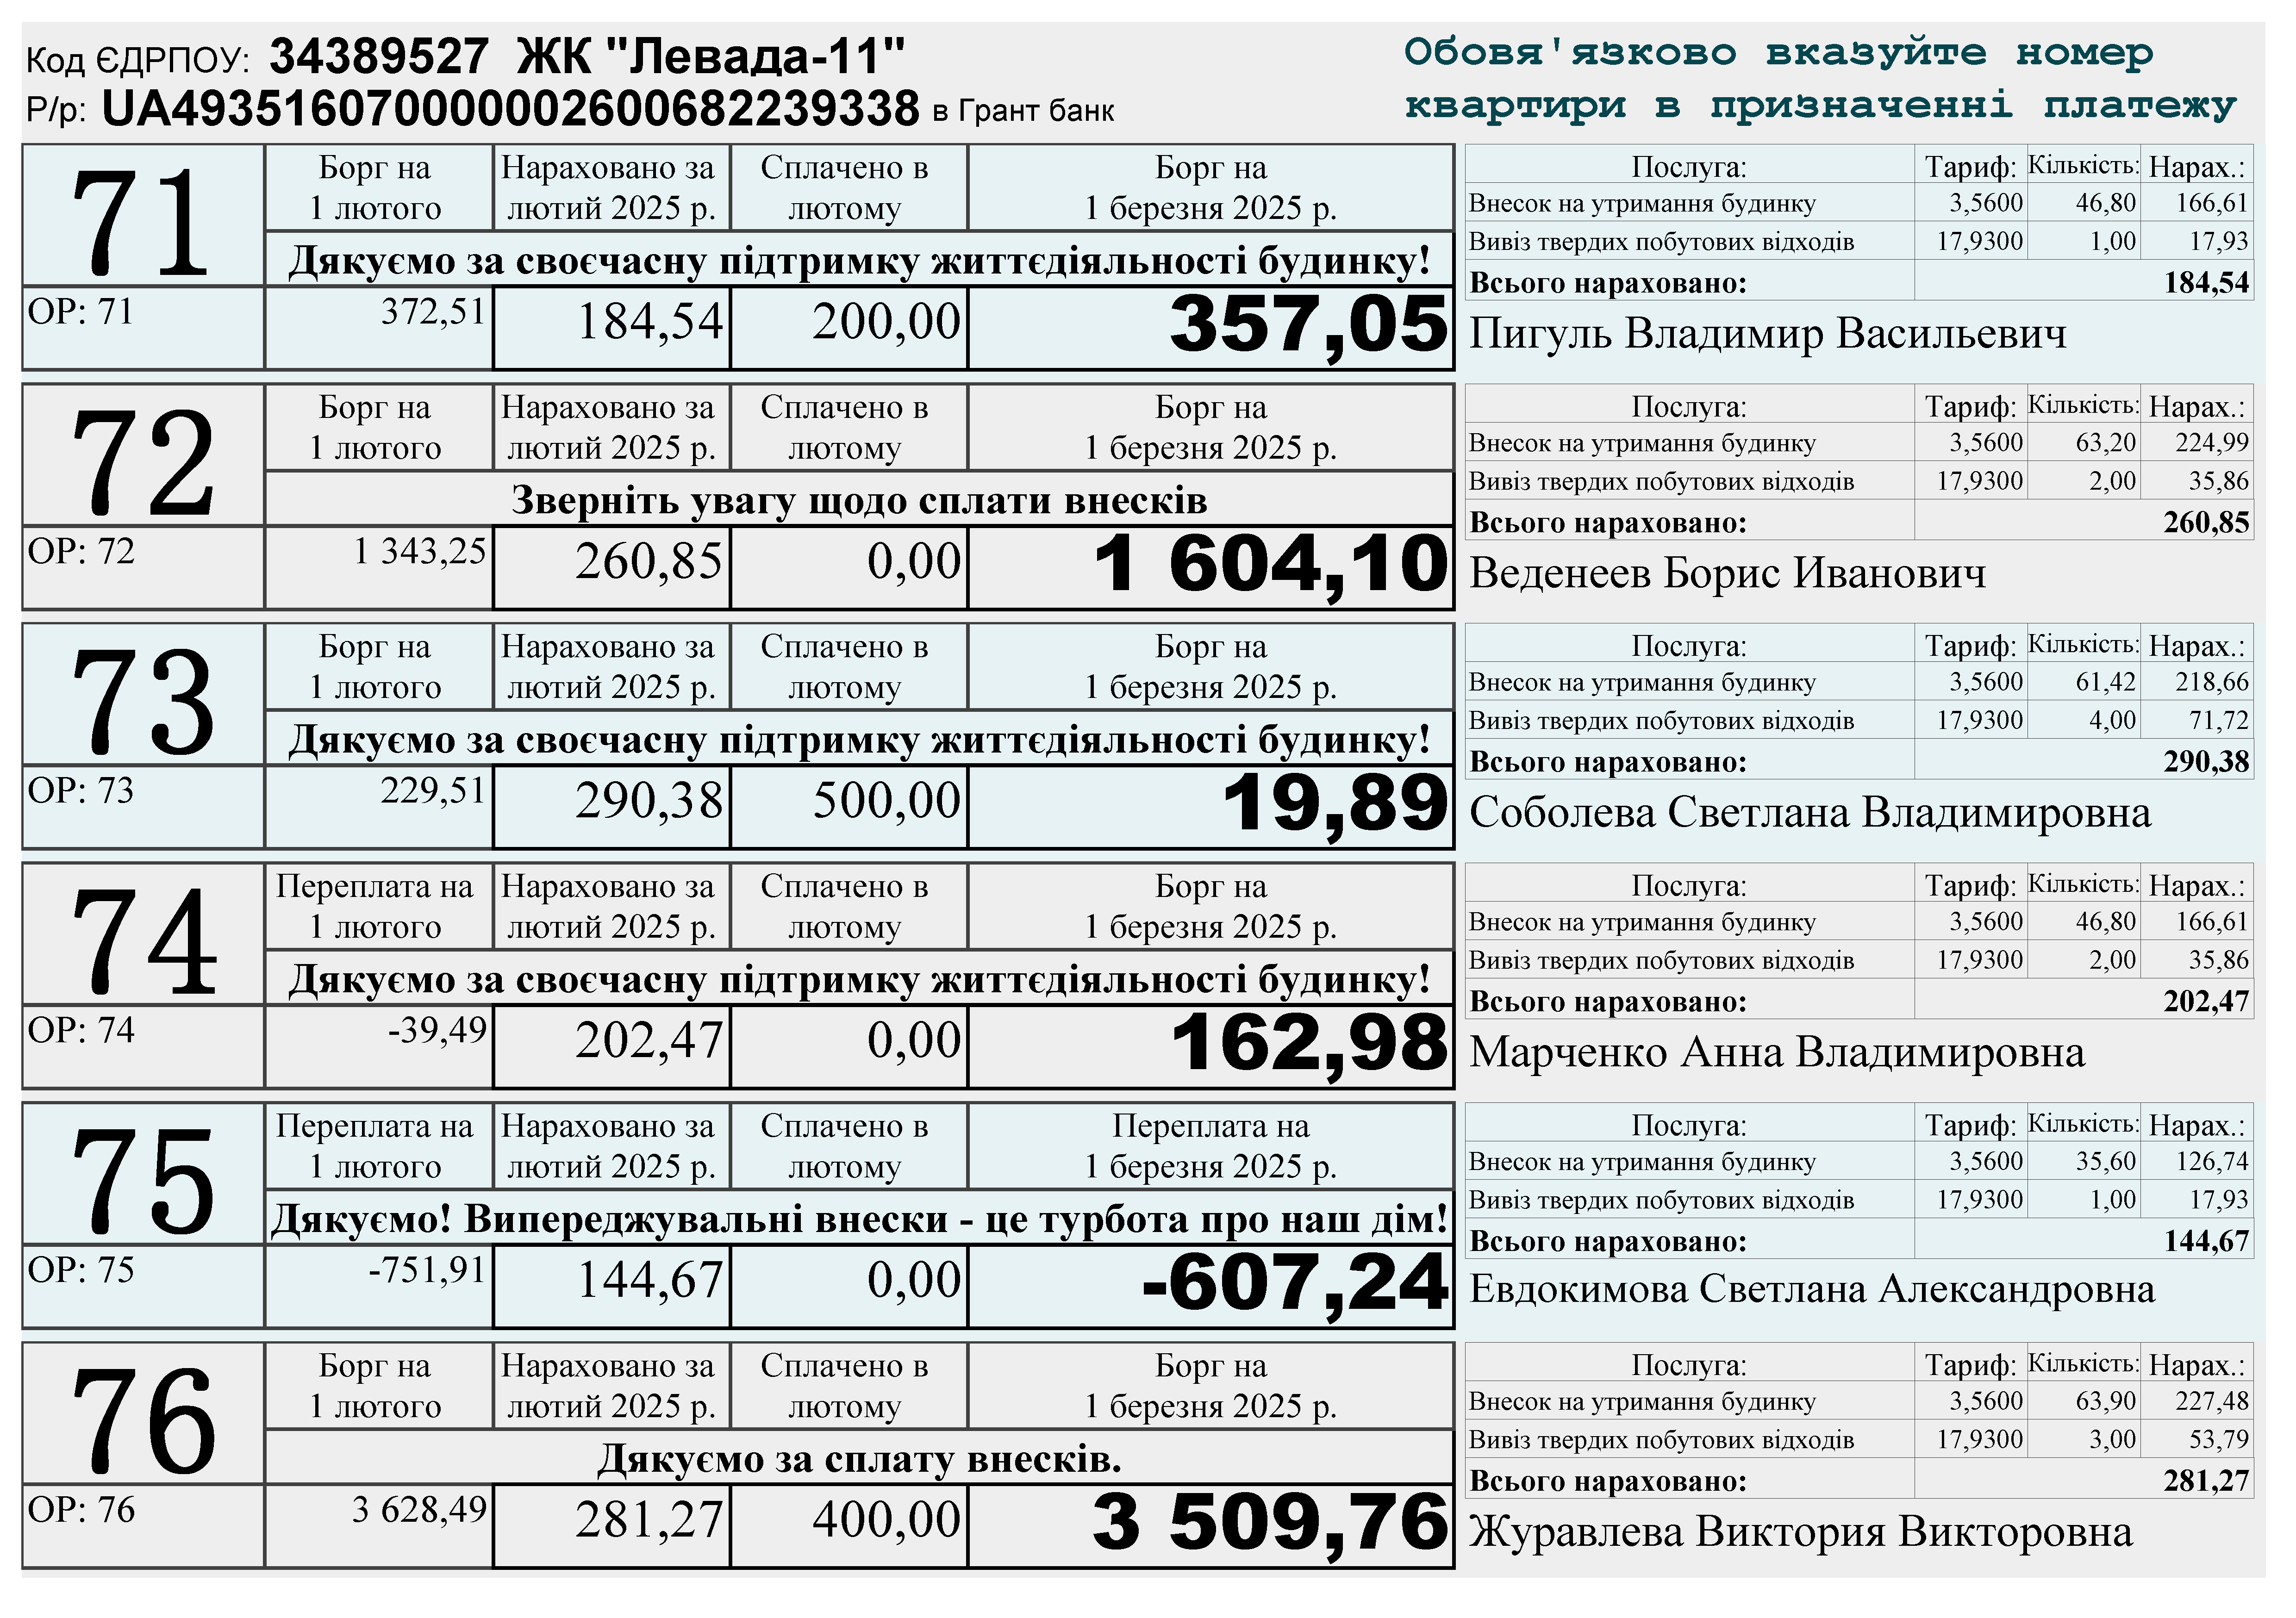 Код ЄДРПОУ: 34389527 ЖК "Левада-11"
Р/р: UA493516070000002600682239338 в Грант банк
Обовя'язково вказуйте номер
квартири в призначенні платежу
71
Борг на
1 лютого
Нараховано за
лютий 2025 р.
Сплачено в
лютому
Борг на
1 березня 2025 р.
Дякуємо за своєчасну підтримку життєдіяльності будинку!
ОР: 71 372,51 184,54 200,00 357,05
Послуга: Тариф: Кількість: Нарах.:
Внесок на утримання будинку 3,5600 46,80 166,61
Вивіз твердих побутових відходів 17,9300 1,00 17,93
Всього нараховано: 184,54
Пигуль Владимир Васильевич
72
Борг на
1 лютого
Нараховано за
лютий 2025 р.
Сплачено в
лютому
Борг на
1 березня 2025 р.
Зверніть увагу щодо сплати внесків
ОР: 72 1 343,25 260,85 0,00 1 604,10
Послуга: Тариф: Кількість: Нарах.:
Внесок на утримання будинку 3,5600 63,20 224,99
Вивіз твердих побутових відходів 17,9300 2,00 35,86
Всього нараховано: 260,85
Веденеев Борис Иванович
73
Борг на
1 лютого
Нараховано за
лютий 2025 р.
Сплачено в
лютому
Борг на
1 березня 2025 р.
Дякуємо за своєчасну підтримку життєдіяльності будинку!
ОР: 73 229,51 290,38 500,00 19,89
Послуга: Тариф: Кількість: Нарах.:
Внесок на утримання будинку 3,5600 61,42 218,66
Вивіз твердих побутових відходів 17,9300 4,00 71,72
Всього нараховано: 290,38
Соболева Светлана Владимировна
74
Переплата на
1 лютого
Нараховано за
лютий 2025 р.
Сплачено в
лютому
Борг на
1 березня 2025 р.
Дякуємо за своєчасну підтримку життєдіяльності будинку!
ОР: 74 -39,49 202,47 0,00 162,98
Послуга: Тариф: Кількість: Нарах.:
Внесок на утримання будинку 3,5600 46,80 166,61
Вивіз твердих побутових відходів 17,9300 2,00 35,86
Всього нараховано: 202,47
Марченко Анна Владимировна
75
Переплата на
1 лютого
Нараховано за
лютий 2025 р.
Сплачено в
лютому
Переплата на
1 березня 2025 р.
Дякуємо! Випереджувальні внески - це турбота про наш дім!
ОР: 75 -751,91 144,67 0,00 -607,24
Послуга: Тариф: Кількість: Нарах.:
Внесок на утримання будинку 3,5600 35,60 126,74
Вивіз твердих побутових відходів 17,9300 1,00 17,93
Всього нараховано: 144,67
Евдокимова Светлана Александровна
76
Борг на
1 лютого
Нараховано за
лютий 2025 р.
Сплачено в
лютому
Борг на
1 березня 2025 р.
Дякуємо за сплату внесків.
ОР: 76 3 628,49 281,27 400,00 3 509,76
Послуга: Тариф: Кількість: Нарах.:
Внесок на утримання будинку 3,5600 63,90 227,48
Вивіз твердих побутових відходів 17,9300 3,00 53,79
Всього нараховано: 281,27
Журавлева Виктория Викторовна